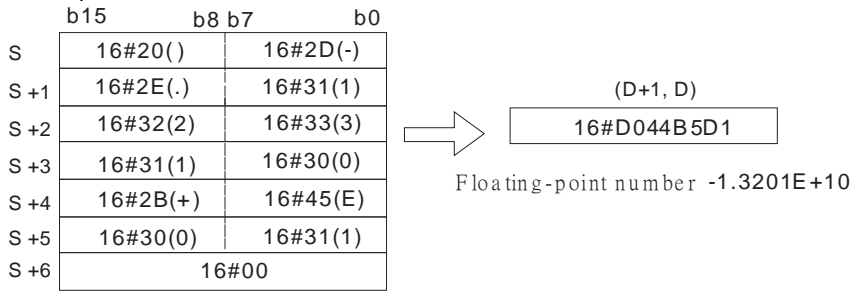 b15 b8 b7 b0
S 16#20( ) 16#2D(-)
S +1 16#2E(.) 16#31(1)
S +2 16#32(2) 16#33(3)
S +3 16#31(1) 16#30(0)
S +4 16#2B(+) 16#45(E)
S +5 16#30(0) 16#31(1)
S +6 16#00
(D+1, D)
16#D044B5D1
Floating-point number -1.3201E+10